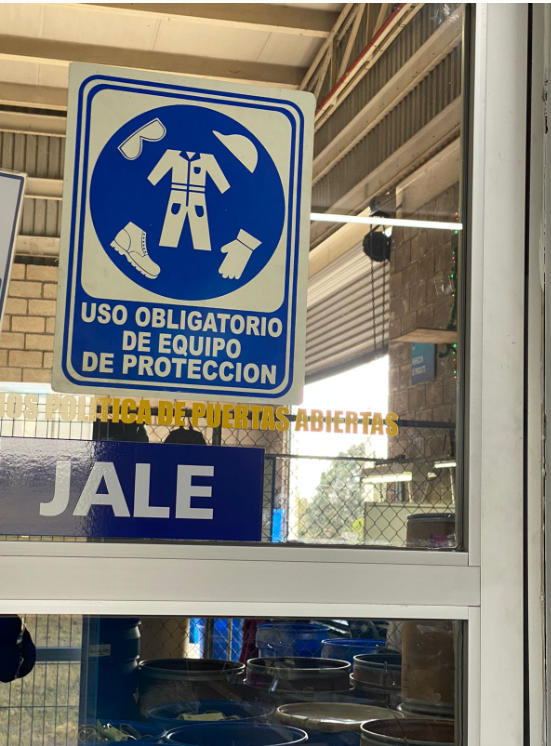 USO OBLIGATORIO
DE EQUIPO
DE PROTECCION
POLITICA DE PUERTAS ABIERTAS
JALE